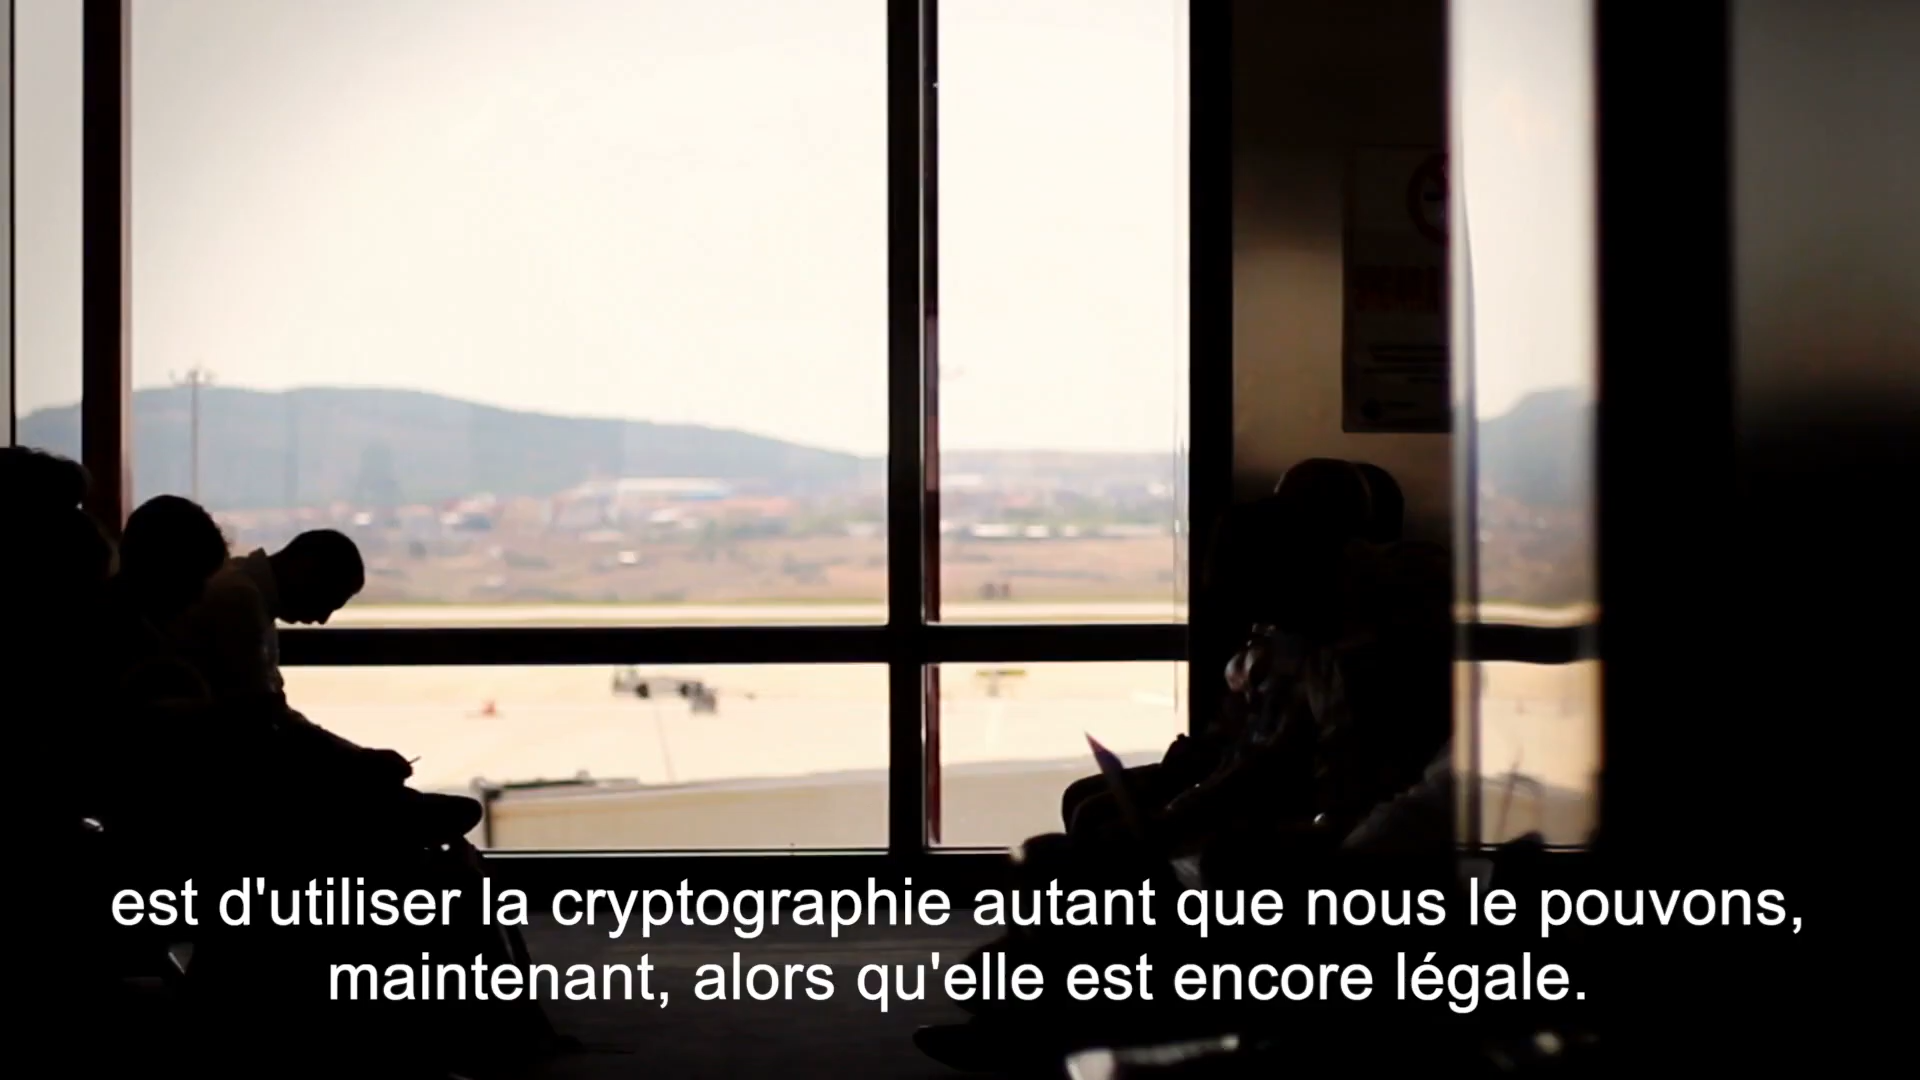 est d'utiliser la cryptographie autant que nous le pouvons,
maintenant, alors qu'elle est encore légale.